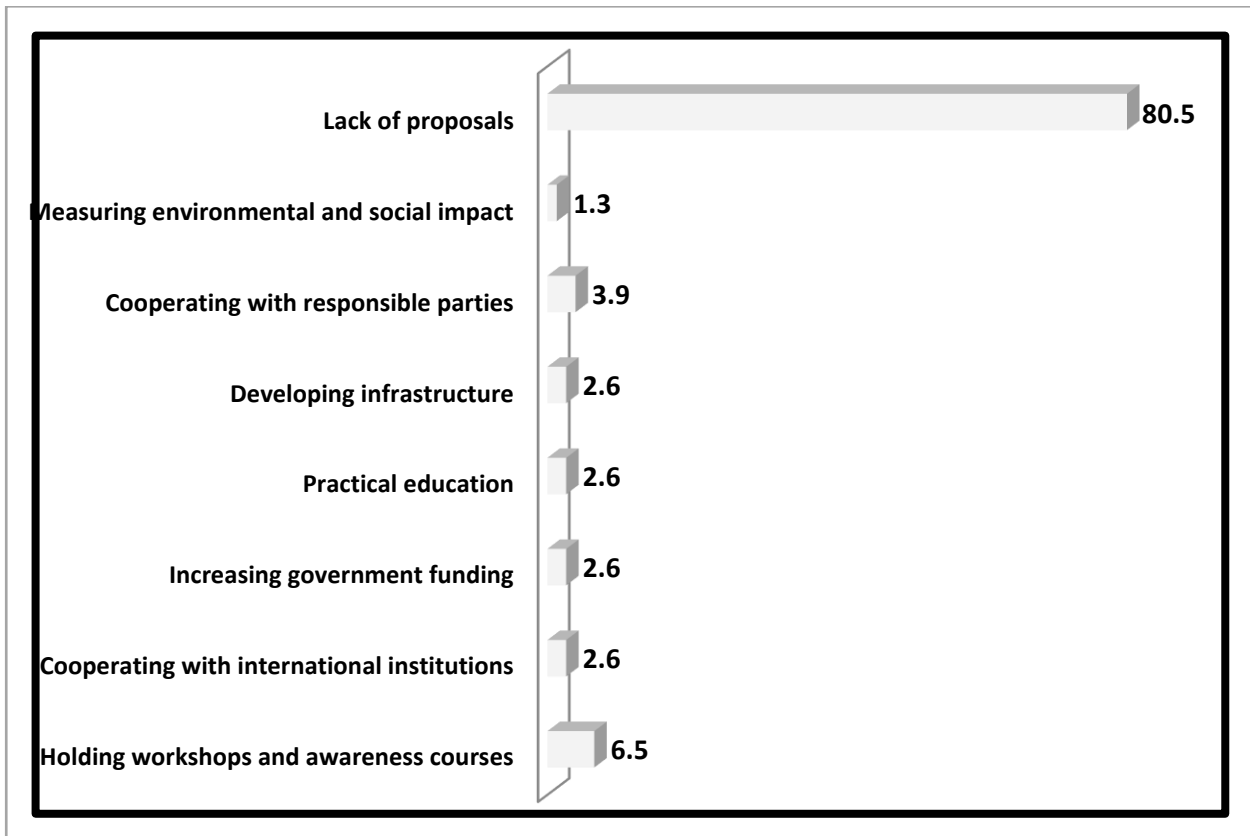 Lack of proposals 80.5
Measuring environmental and social impact 1.3
Cooperating with responsible parties 3.9
Developing infrastructure 2.6
Practical education 2.6
Increasing government funding 2.6
Cooperating with international institutions 2.6
Holding workshops and awareness courses 6.5